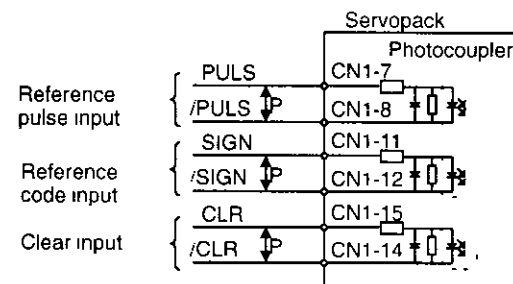 Servopack
Photocoupler
Reference
pulse input
PULS
CN1-7
/PULS
P
CN1-8
Reference
code input
SIGN
CN1-11
/SIGN
P
CN1-12
Clear input
CLR
CN1-15
/CLR
P
CN1-14